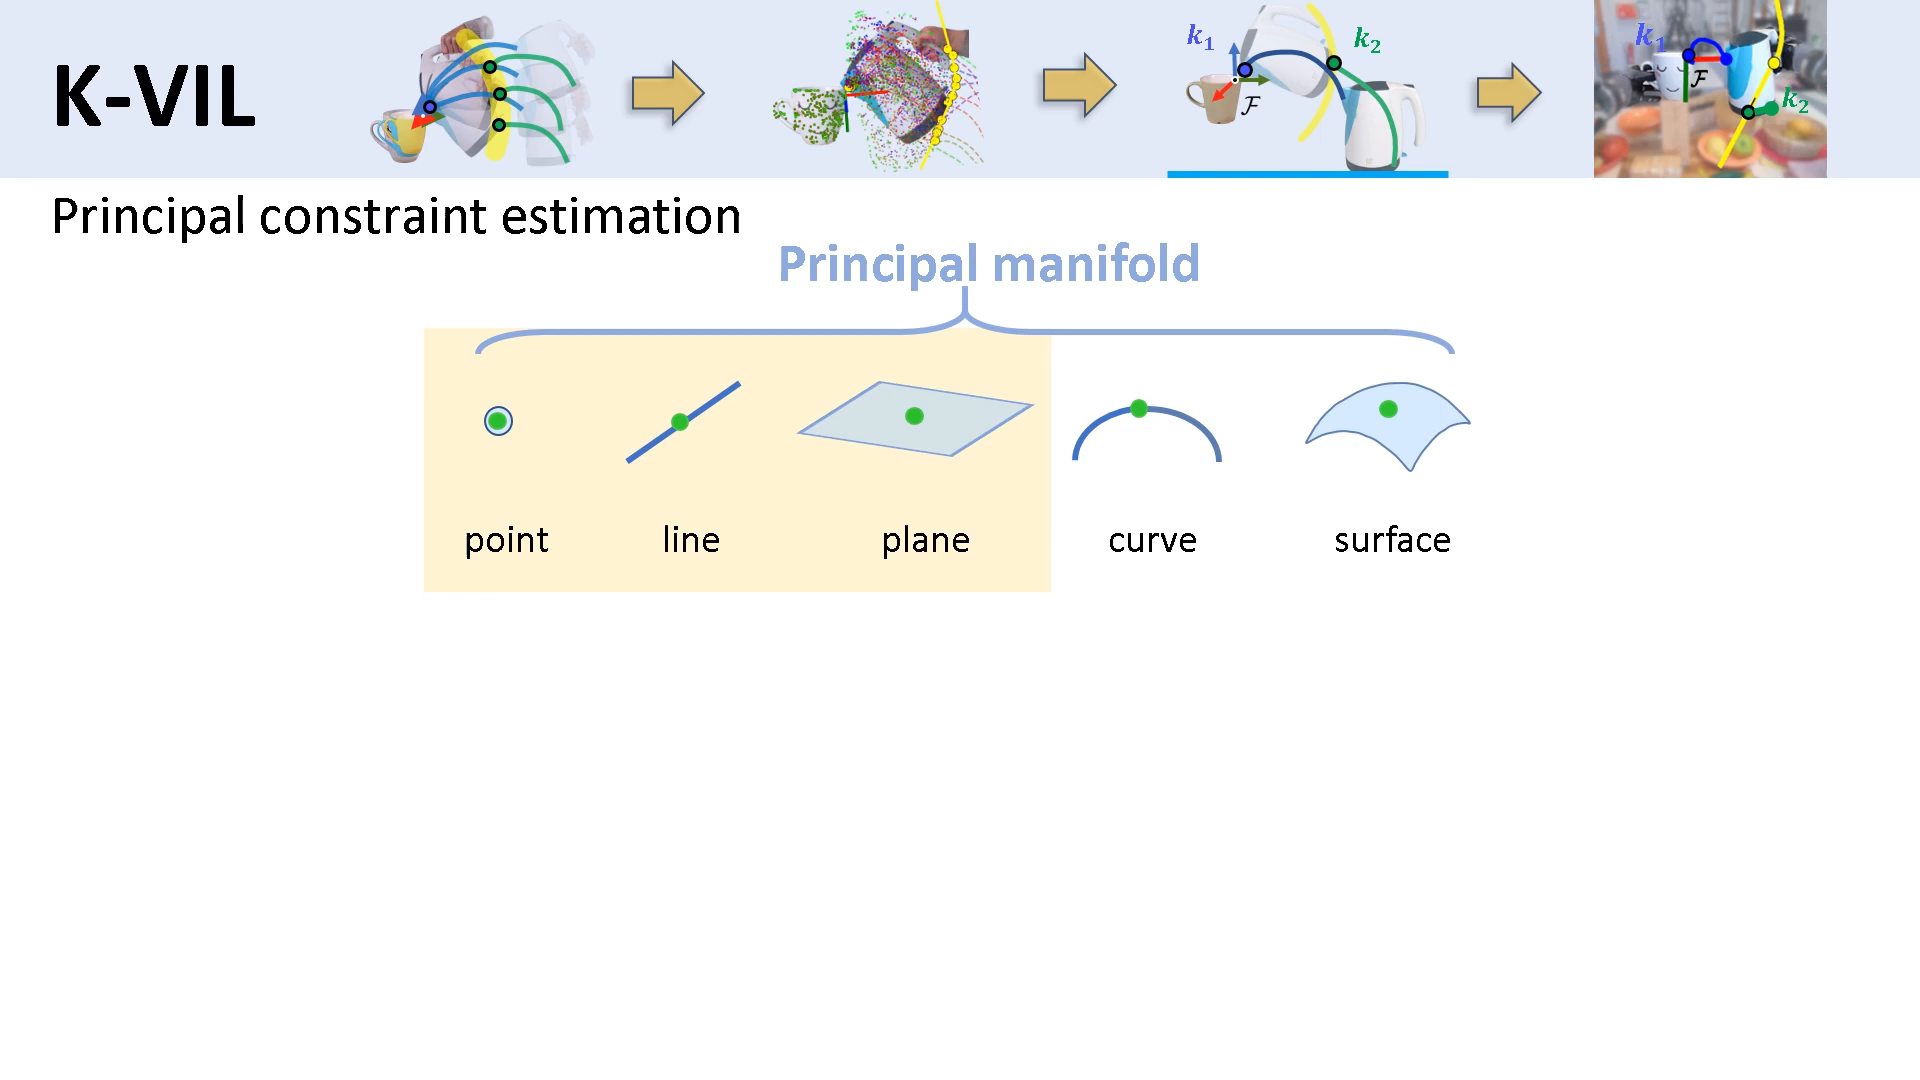 K-VIL
k₁
k₂
ℱ
k₁
ℱ
k₂
Principal constraint estimation
Principal manifold
point
line
plane
curve
surface